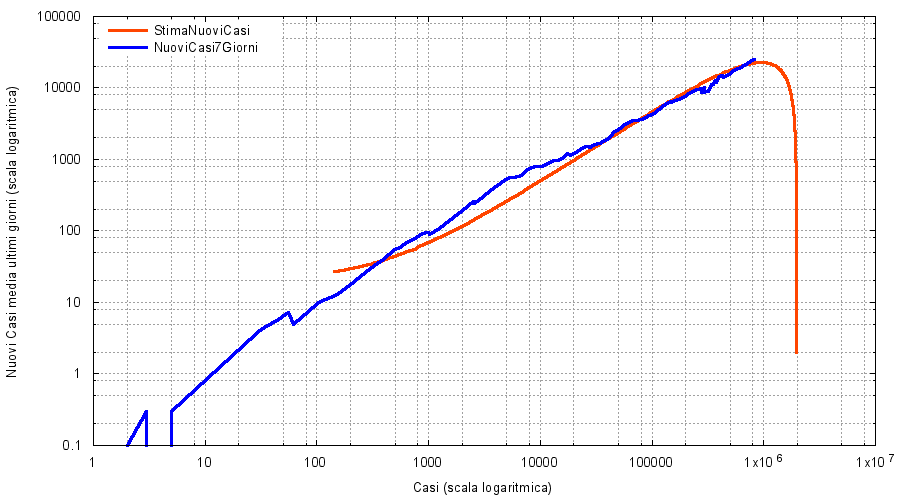 StimaNuoviCasi
NuoviCasi7Giorni
Nuovi Casi media ultimi giorni (scala logaritmica)
100000
10000
1000
100
10
1
0.1
1 10 100 1000 10000 100000 1x10 6 1x10 7
Casi (scala logaritmica)